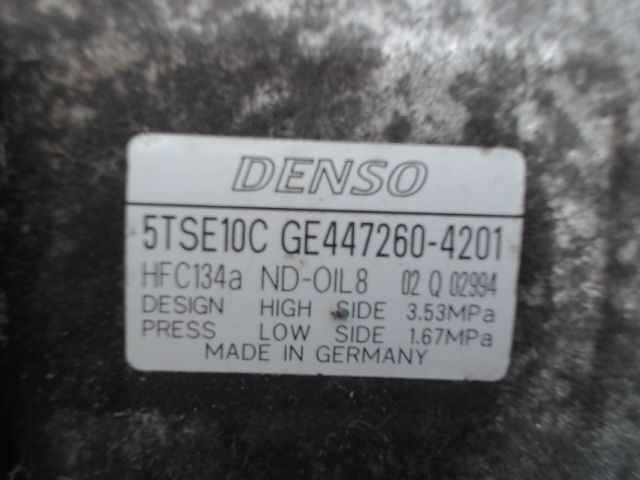 DENSO
5TSE10C GE447260-4201
HFC134a ND-OIL8 02 Q 02994
DESIGN HIGH SIDE 3.53MPa
PRESS LOW SIDE 1.67MPa
MADE IN GERMANY